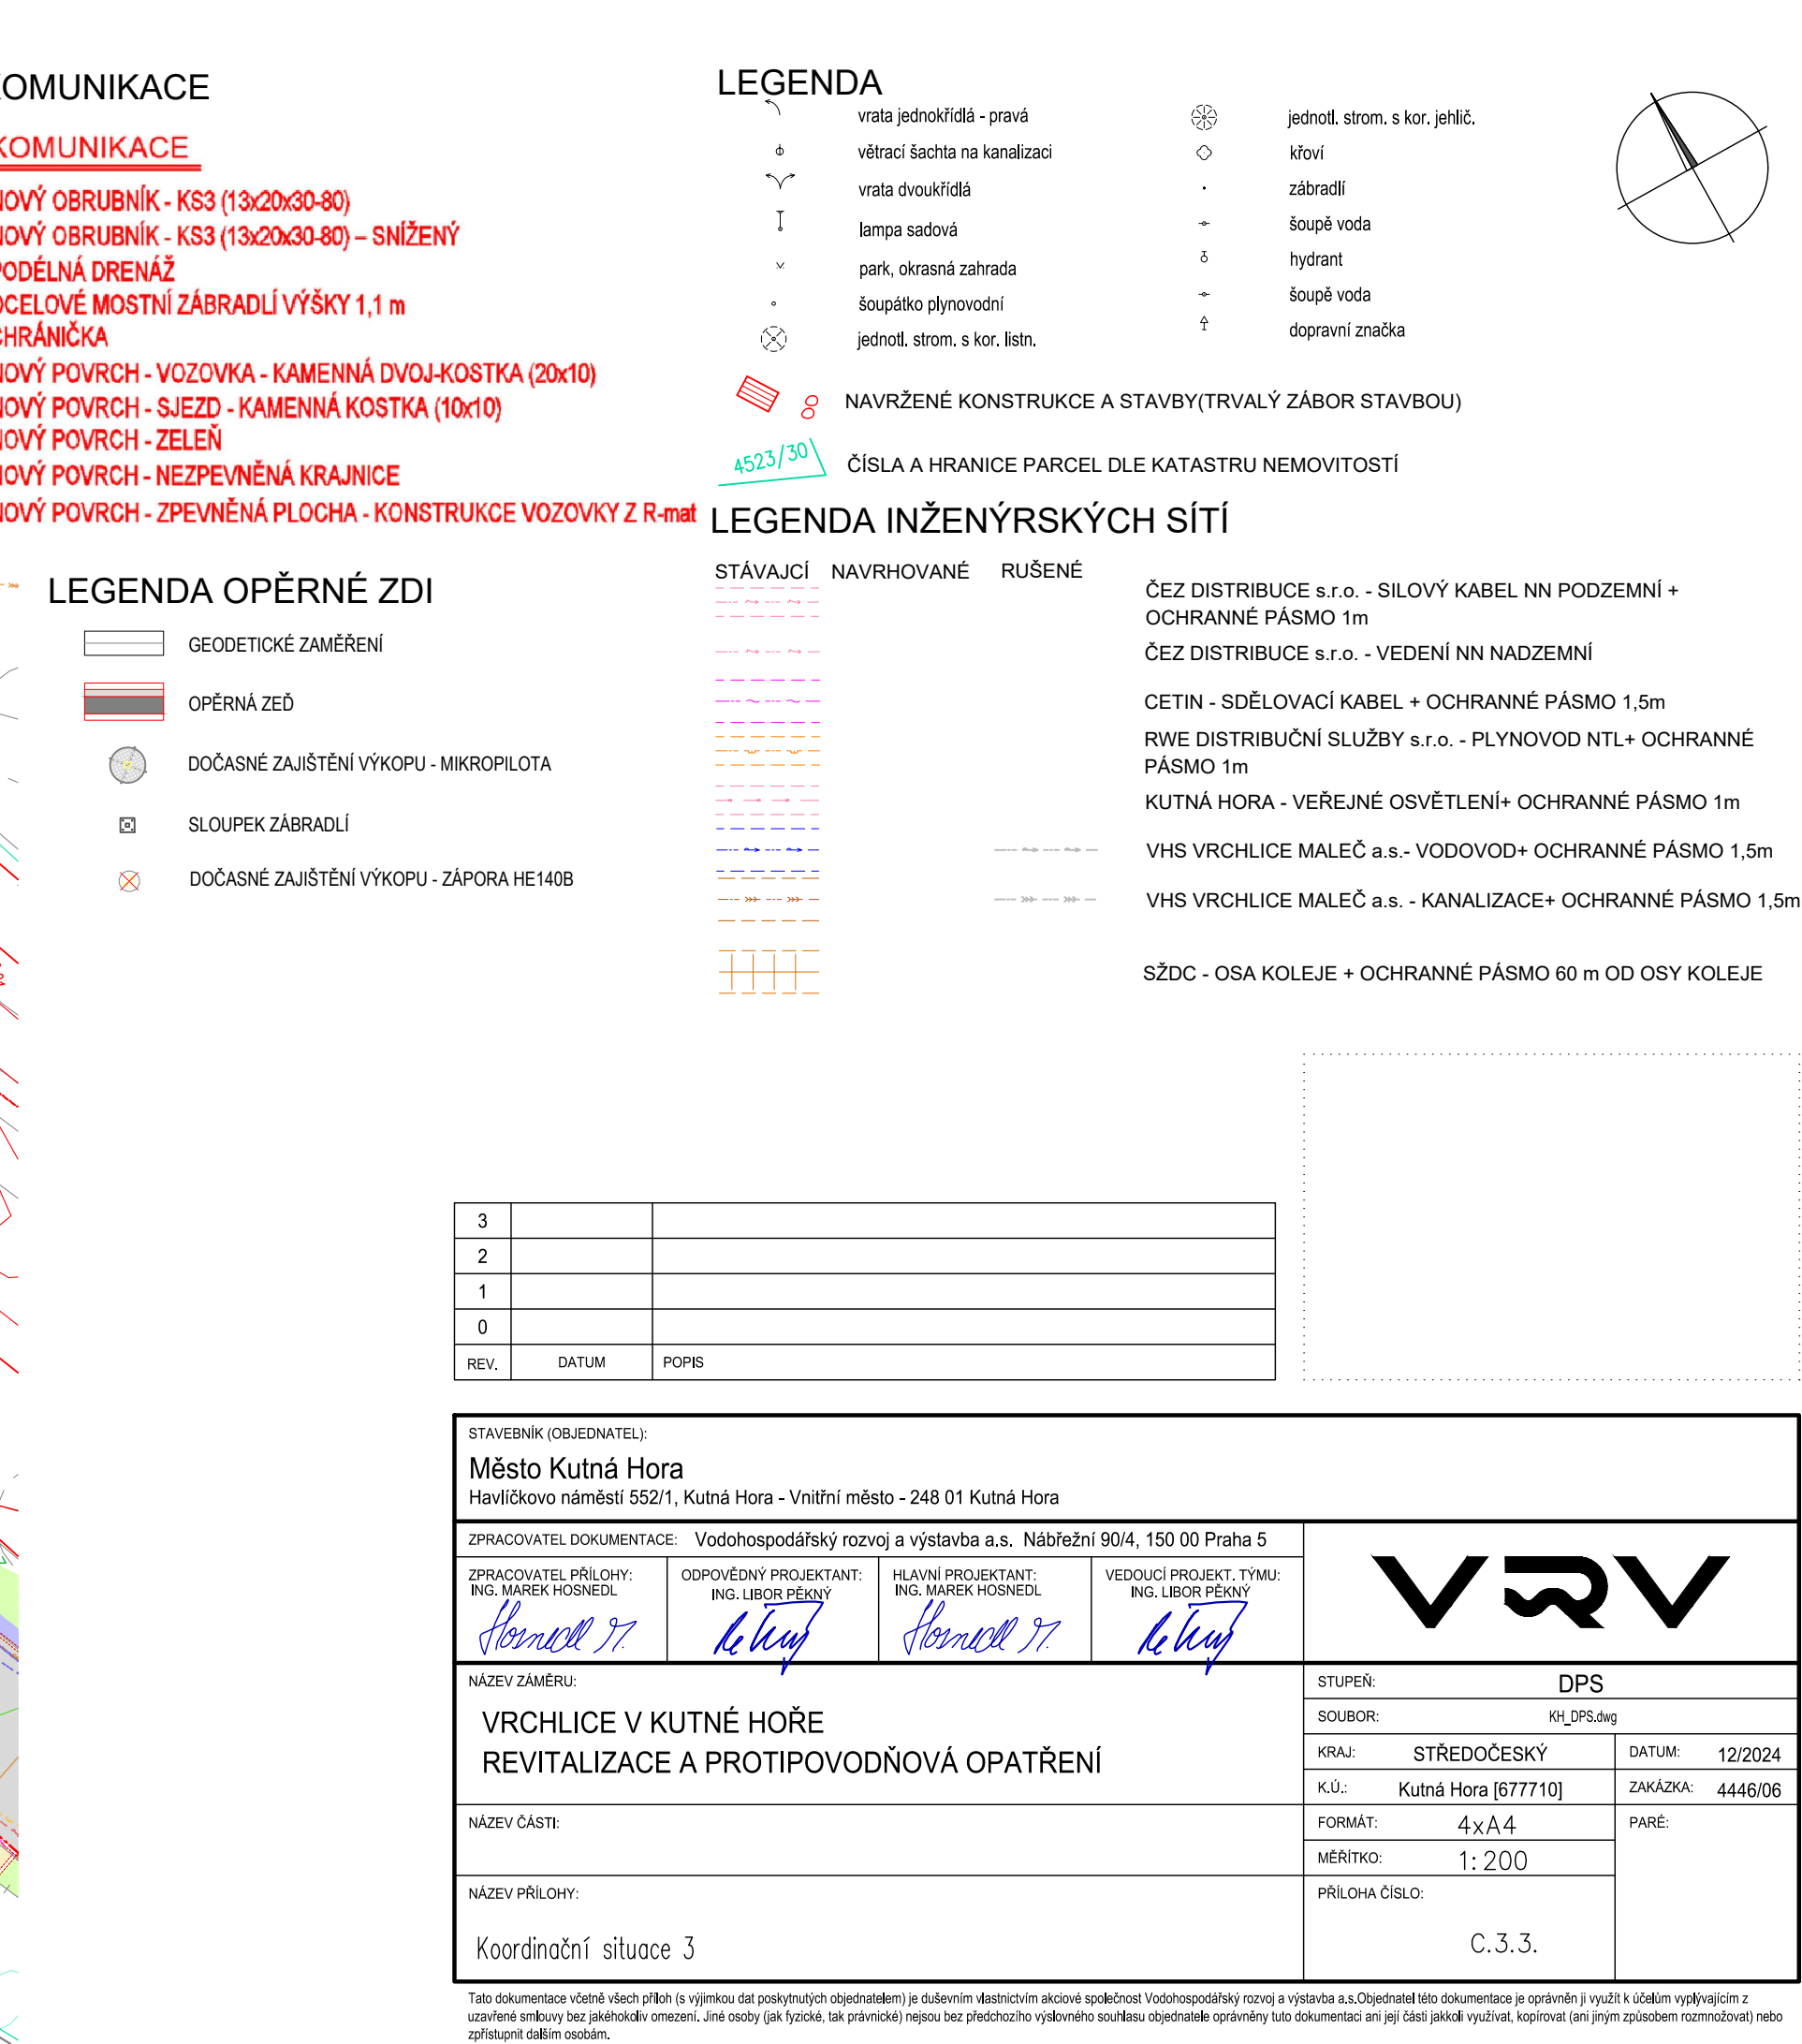 KOMUNIKACE
KOMUNIKACE
NOVÝ OBRUBNÍK - KS3 (13x20x30-80)
NOVÝ OBRUBNÍK - KS3 (13x20x30-80) – SNÍŽENÝ
PODÉLNÁ DRENÁŽ
OCELOVÉ MOSTNÍ ZÁBRADLÍ VÝŠKY 1,1 m
CHRÁNIČKA
NOVÝ POVRCH - VOZOVKA - KAMENNÁ DVOJ-KOSTKA (20x10)
NOVÝ POVRCH - SJEZD - KAMENNÁ KOSTKA (10x10)
NOVÝ POVRCH - ZELEŇ
NOVÝ POVRCH - NEZPEVNĚNÁ KRAJNICE
NOVÝ POVRCH - ZPEVNĚNÁ PLOCHA - KONSTRUKCE VOZOVKY Z R-mat
LEGENDA OPĚRNÉ ZDI
GEODETICKÉ ZAMĚŘENÍ
OPĚRNÁ ZEĎ
DOČASNÉ ZAJIŠTĚNÍ VÝKOPU - MIKROPILOTA
SLOUPEK ZÁBRADLÍ
DOČASNÉ ZAJIŠTĚNÍ VÝKOPU - ZÁPORA HE140B
LEGENDA
vrata jednokřídlá - pravá
větrací šachta na kanalizaci
vrata dvoukřídlá
lampa sadová
park, okrasná zahrada
šoupátko plynovodní
jednotl. strom. s kor. listn.
jednotl. strom. s kor. jehlič.
křoví
zábradlí
šoupě voda
hydrant
šoupě voda
dopravní značka
NAVRŽENÉ KONSTRUKCE A STAVBY(TRVALÝ ZÁBOR STAVBOU)
4523/30
ČÍSLA A HRANICE PARCEL DLE KATASTRU NEMOVITOSTÍ
LEGENDA INŽENÝRSKÝCH SÍTÍ
STÁVAJCÍ NAVRHOVANÉ RUŠENÉ
ČEZ DISTRIBUCE s.r.o. - SILOVÝ KABEL NN PODZEMNÍ +
OCHRANNÉ PÁSMO 1m
ČEZ DISTRIBUCE s.r.o. - VEDENÍ NN NADZEMNÍ
CETIN - SDĚLOVACÍ KABEL + OCHRANNÉ PÁSMO 1,5m
RWE DISTRIBUČNÍ SLUŽBY s.r.o. - PLYNOVOD NTL+ OCHRANNÉ
PÁSMO 1m
KUTNÁ HORA - VEŘEJNÉ OSVĚTLENÍ+ OCHRANNÉ PÁSMO 1m
VHS VRCHLICE MALEČ a.s.- VODOVOD+ OCHRANNÉ PÁSMO 1,5m
VHS VRCHLICE MALEČ a.s. - KANALIZACE+ OCHRANNÉ PÁSMO 1,5m
SŽDC - OSA KOLEJE + OCHRANNÉ PÁSMO 60 m OD OSY KOLEJE
3
2
1
0
REV. DATUM POPIS
STAVEBNÍK (OBJEDNATEL):
Město Kutná Hora
Havlíčkovo náměstí 552/1, Kutná Hora - Vnitřní město - 248 01 Kutná Hora
ZPRACOVATEL DOKUMENTACE: Vodohospodářský rozvoj a výstavba a.s. Nábřežní 90/4, 150 00 Praha 5
ZPRACOVATEL PŘÍLOHY:
ING. MAREK HOSNEDL
Hosnedl M.
ODPOVĚDNÝ PROJEKTANT:
ING. LIBOR PĚKNÝ
HLAVNÍ PROJEKTANT:
ING. MAREK HOSNEDL
Hosnedl M.
VEDOUCÍ PROJEKT. TÝMU:
ING. LIBOR PĚKNÝ
VRV
NÁZEV ZÁMĚRU:
VRCHLICE V KUTNÉ HOŘE
REVITALIZACE A PROTIPOVODŇOVÁ OPATŘENÍ
STUPEŇ: DPS
SOUBOR: KH_DPS.dwg
KRAJ: STŘEDOČESKÝ DATUM: 12/2024
K.Ú.: Kutná Hora [677710] ZAKÁZKA: 4446/06
NÁZEV ČÁSTI:
FORMÁT: 4xA4 PARÉ:
MĚŘÍTKO: 1:200
NÁZEV PŘÍLOHY:
Koordinační situace 3
PŘÍLOHA ČÍSLO:
C.3.3.
Tato dokumentace včetně všech příloh (s výjimkou dat poskytnutých objednatelem) je duševním vlastnictvím akciové společnost Vodohospodářský rozvoj a výstavba a.s.Objednatel této dokumentace je oprávněn ji využít k účelům vyplývajícím z
uzavřené smlouvy bez jakéhokoliv omezení. Jiné osoby (jak fyzické, tak právnické) nejsou bez předchozího výslovného souhlasu objednatele oprávněny tuto dokumentaci ani její části jakkoli využívat, kopírovat (ani jiným způsobem rozmnožovat) nebo
zpřístupnit dalším osobám.